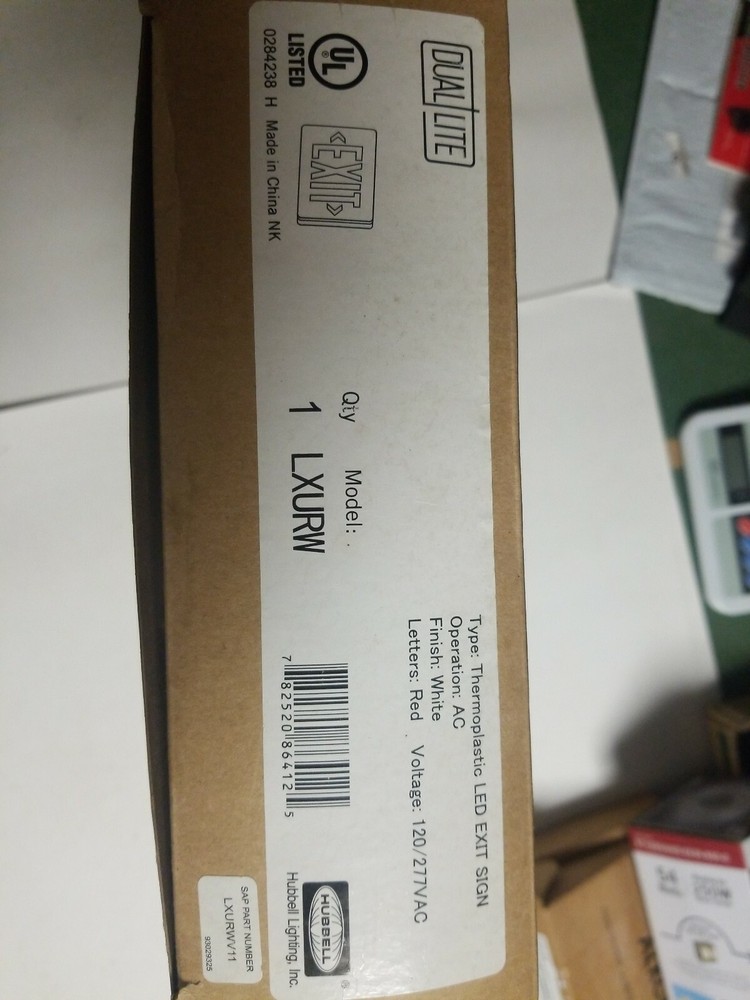 DUAL LITE
Type: Thermoplastic LED EXIT SIGN
Operation: AC
Finish: White
Letters: Red . Voltage: 120/277VAC
UL ®
LISTED
EXIT
0284238 H Made in China NK
Qty Model: .
1 LXURW
7 82520 86412 5
HUBBELL ®
Hubbell Lighting, Inc.
SAP PART NUMBER
LXURWV11
93029325